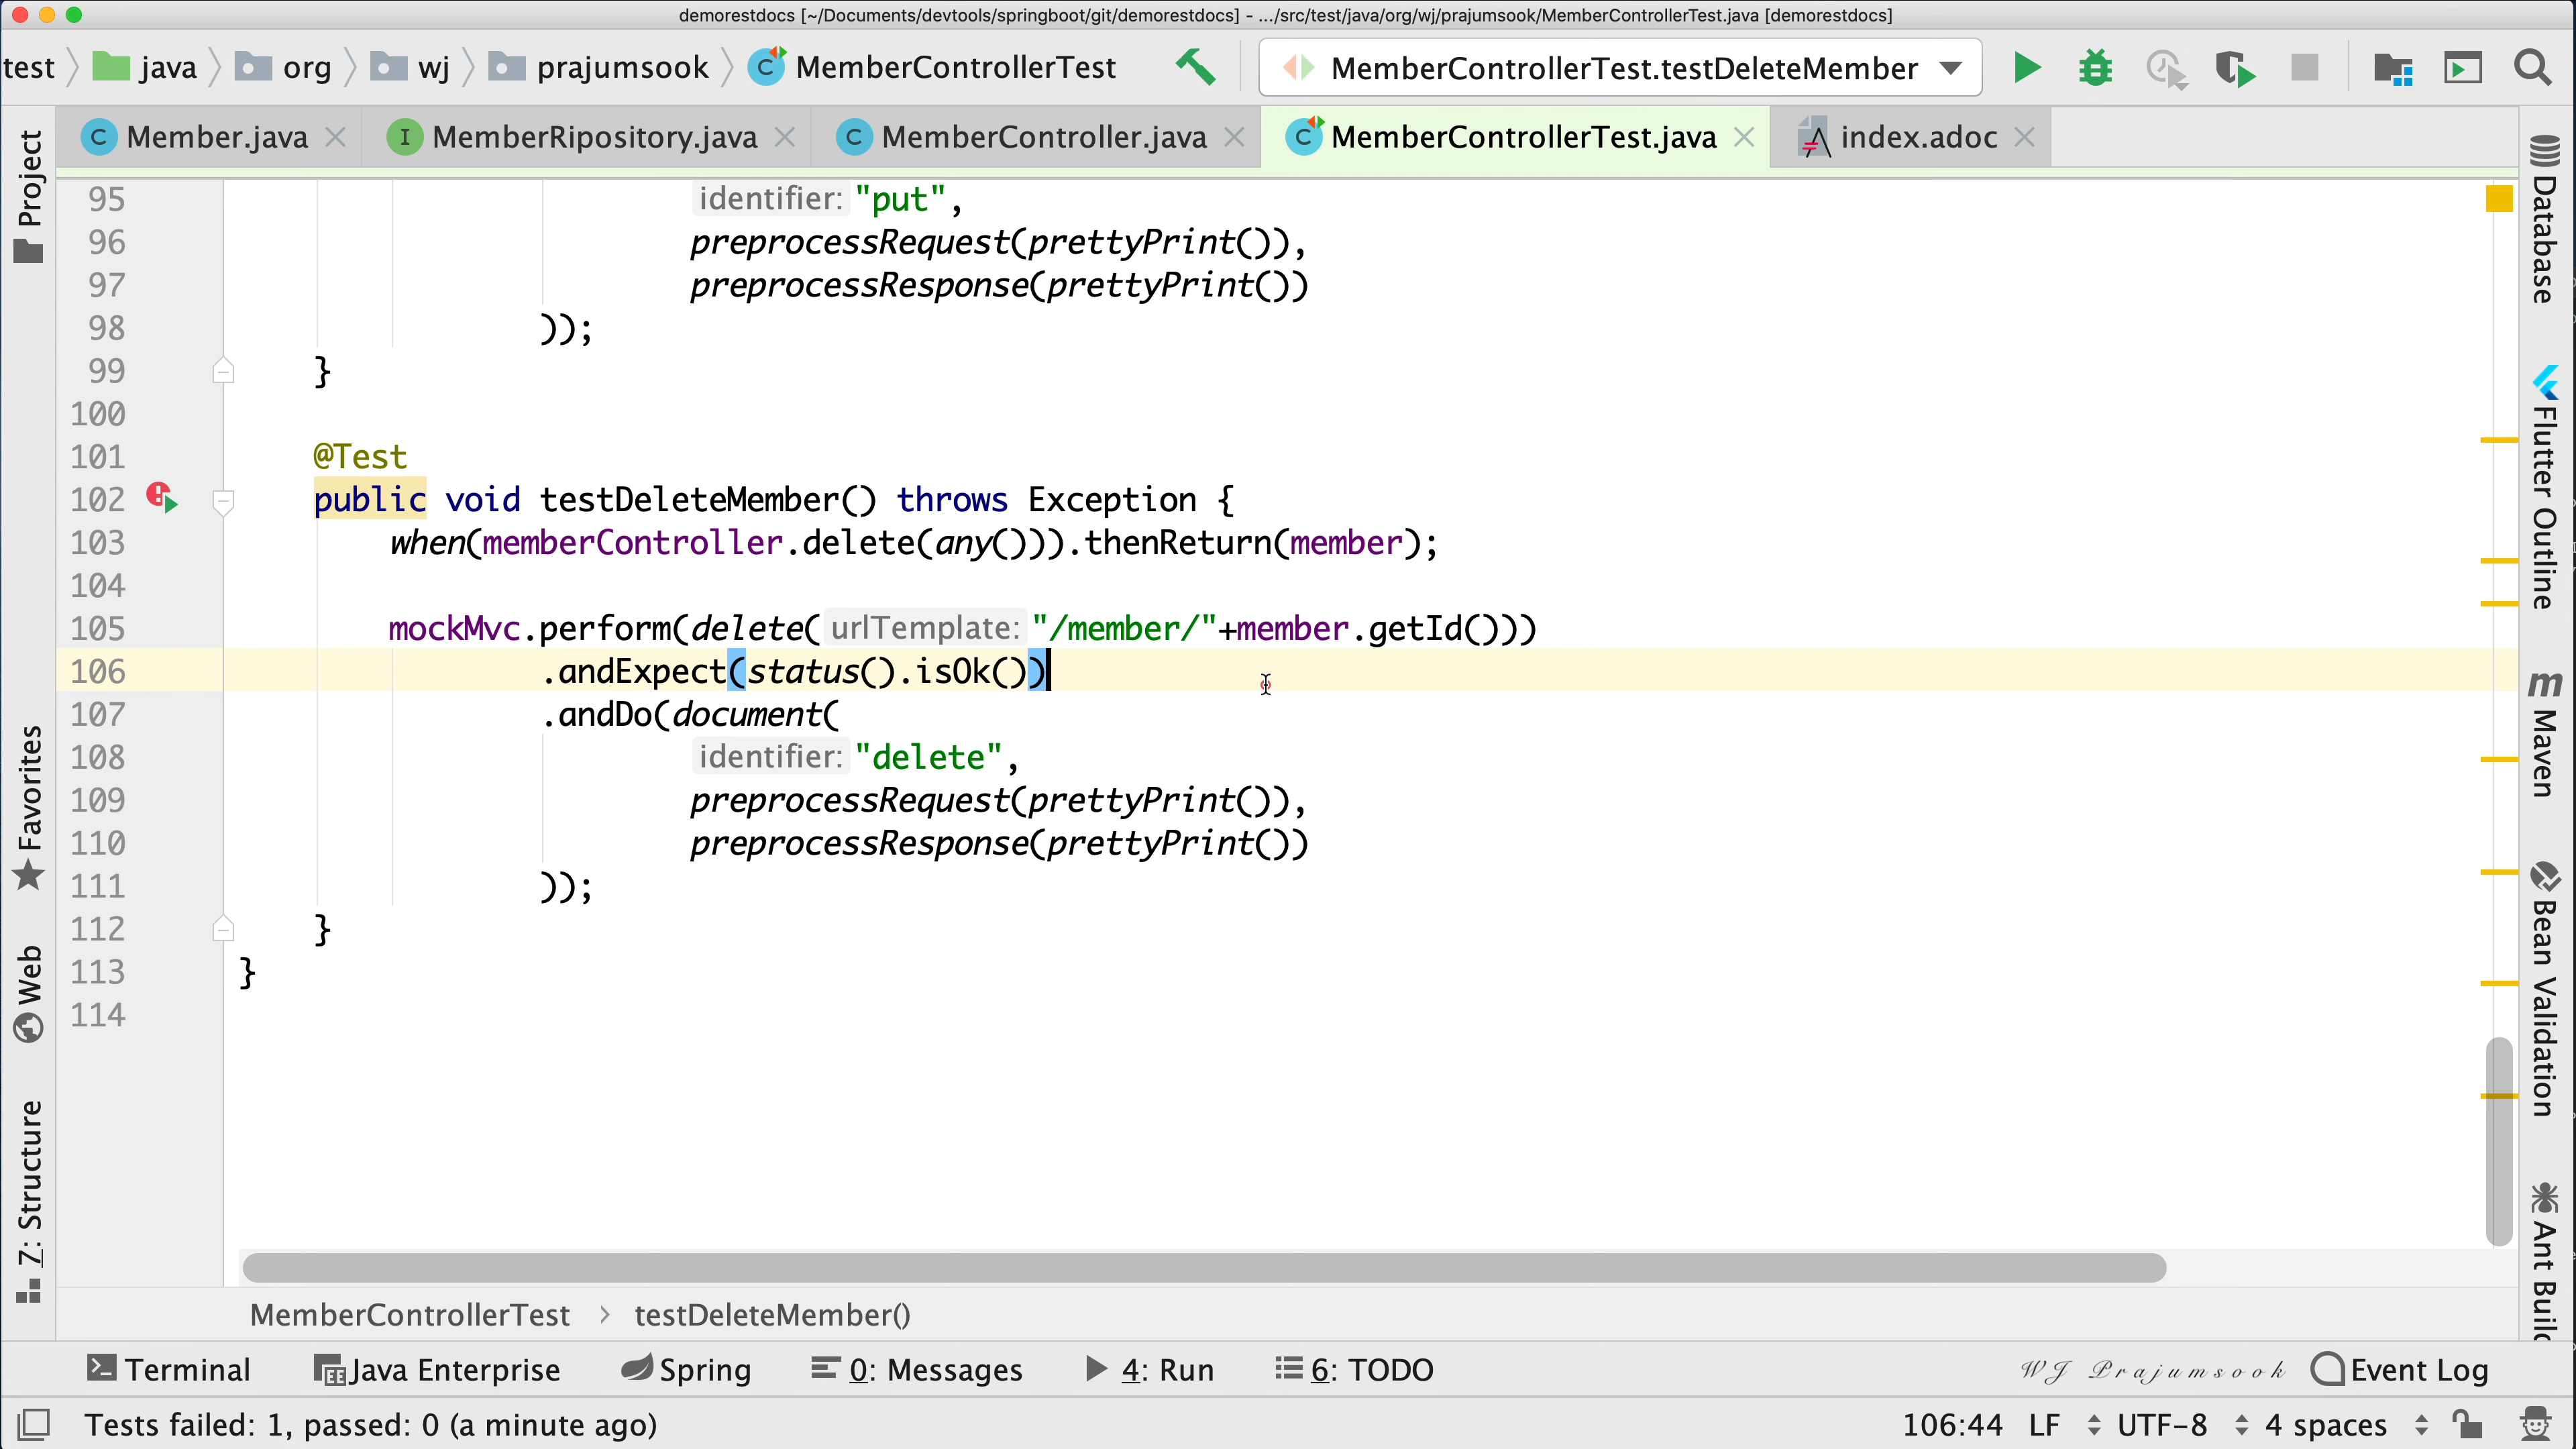 demorestdocs [~/Documents/devtools/springboot/git/demorestdocs] - .../src/test/java/org/wj/prajumsook/MemberControllerTest.java [demorestdocs]
test java org wj prajumsook MemberControllerTest MemberControllerTest.testDeleteMember
Member.java MemberRipository.java MemberController.java MemberControllerTest.java index.adoc
Project
Favorites
Web
Z: Structure
95 identifier: "put",
96 preprocessRequest(prettyPrint()),
97 preprocessResponse(prettyPrint())
98 ));
99 }
100
101 @Test
102 public void testDeleteMember() throws Exception {
103 when(memberController.delete(any())).thenReturn(member);
104
105 mockMvc.perform(delete( urlTemplate: "/member/"+member.getId()))
106 .andExpect(status().isOk())
107 .andDo(document(
108 identifier: "delete",
109 preprocessRequest(prettyPrint()),
110 preprocessResponse(prettyPrint())
111 ));
112 }
113 }
114
Database
Flutter Outline
Maven
Bean Validation
Ant Build
MemberControllerTest > testDeleteMember()
Terminal Java Enterprise Spring 0: Messages 4: Run 6: TODO WJ Prajumsook Event Log
Tests failed: 1, passed: 0 (a minute ago) 106:44 LF UTF-8 4 spaces